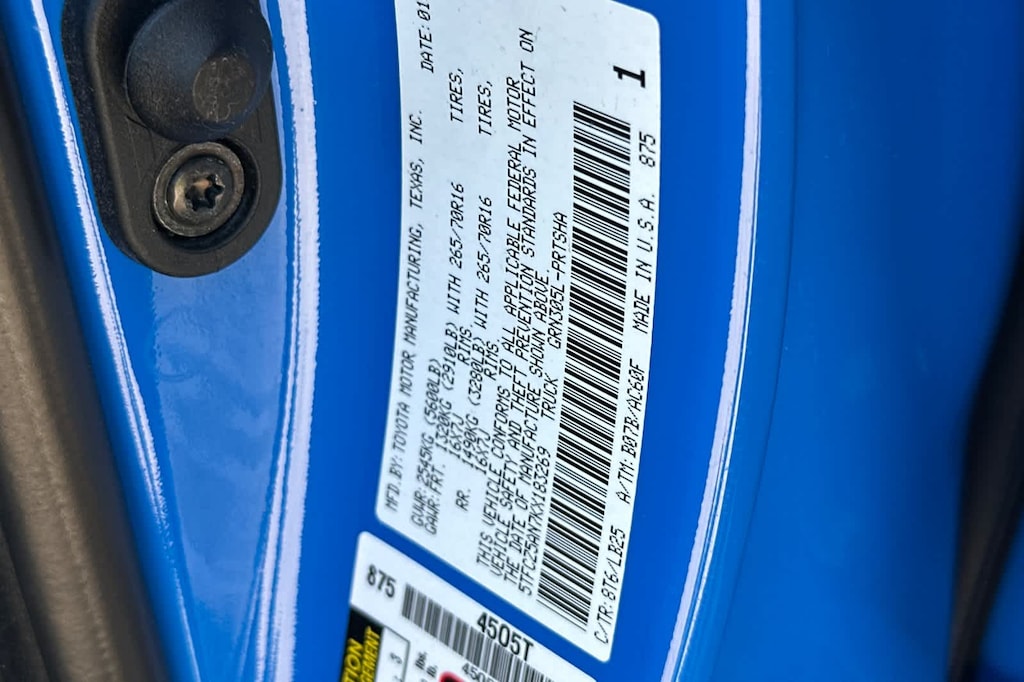 MFD.BY:TOYOTA MOTOR MANUFACTURING, TEXAS, INC. DATE:01
GVWR:2545KG (5600LB)
GAWR:FRT. 1320KG (2910LB) WITH 265/70R16 TIRES,
16X7J RIMS,
RR. 1490KG (3280LB) WITH 265/70R16 TIRES,
16X7J RIMS
THIS VEHICLE CONFORMS TO ALL APPLICABLE FEDERAL MOTOR
VEHICLE SAFETY AND THEFT PREVENTION STANDARDS IN EFFECT ON
THE DATE OF MANUFACTURE SHOWN ABOVE.
5TFCZ5AN7KX183269 TRUCK GRN305L-PRTSHA
1
C/TR:8T6/LB25 A/TM:B07B/AC60F MADE IN U.S.A. 875
875
4505T